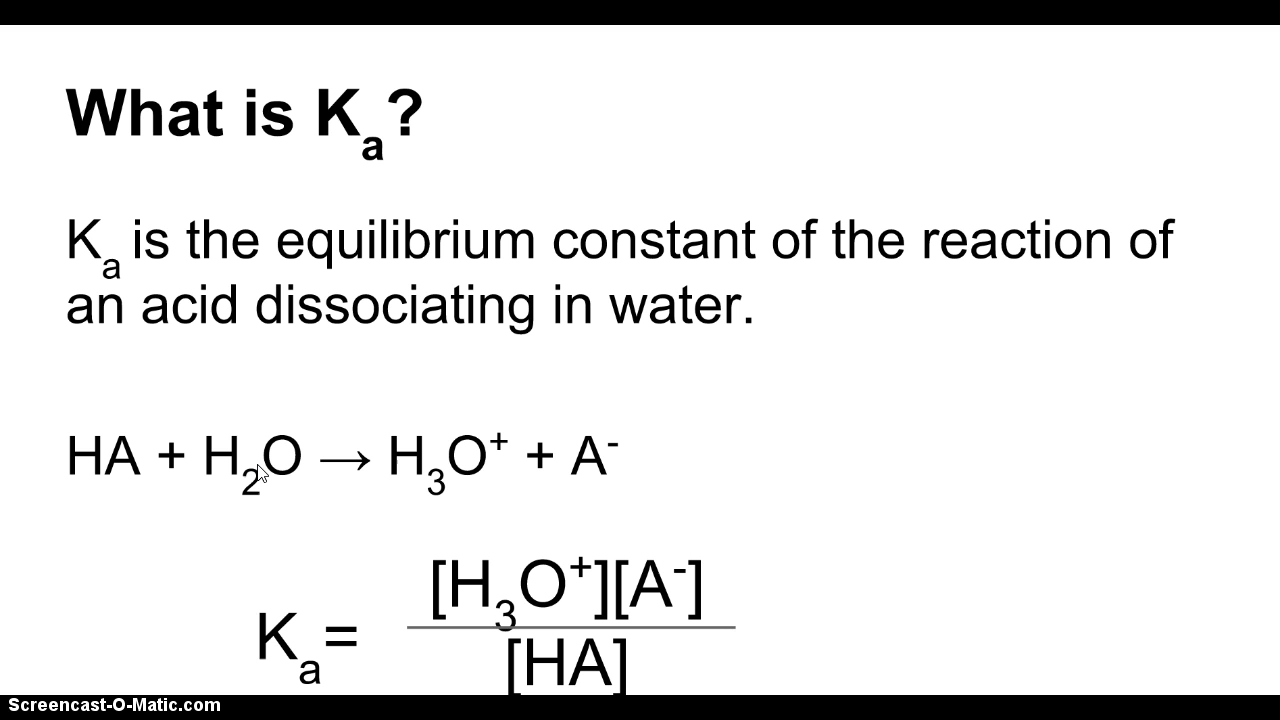 What is Kₐ?
Kₐ is the equilibrium constant of the reaction of
an acid dissociating in water.
HA + H₂O → H₃O⁺ + A⁻
[H₃O⁺][A⁻]
Kₐ=
[HA]
Screencast-O-Matic.com